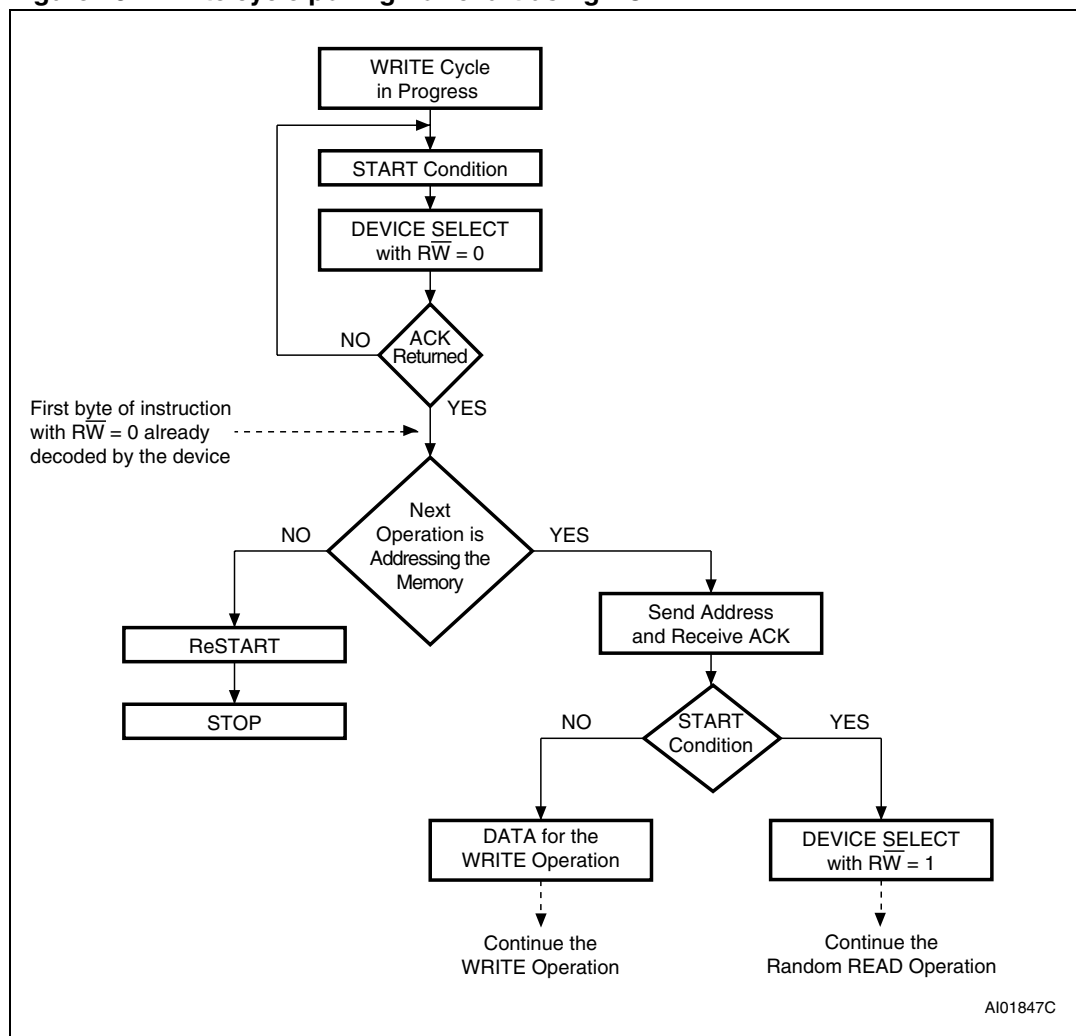 WRITE Cycle
in Progress
START Condition
DEVICE SELECT
with RW̅ = 0
NO
ACK
Returned
YES
First byte of instruction
with RW̅ = 0 already
decoded by the device
NO
Next
Operation is
Addressing the
Memory
YES
Send Address
and Receive ACK
ReSTART
STOP
NO
START
Condition
YES
DATA for the
WRITE Operation
DEVICE SELECT
with RW̅ = 1
Continue the
WRITE Operation
Continue the
Random READ Operation
AI01847C